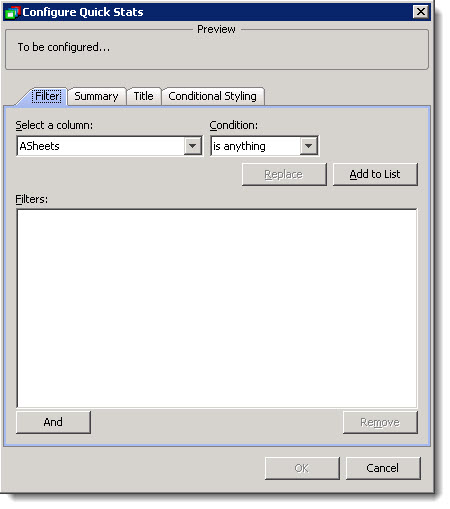 Configure Quick Stats
Preview
To be configured...
Filter Summary Title Conditional Styling
Select a column: Condition:
ASheets is anything
Replace Add to List
Filters:
And Remove
OK Cancel